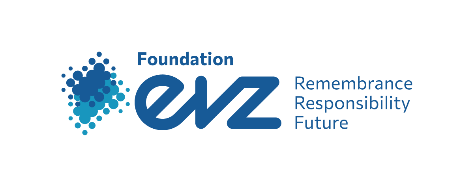 Foundation
evz
Remembrance
Responsibility
Future